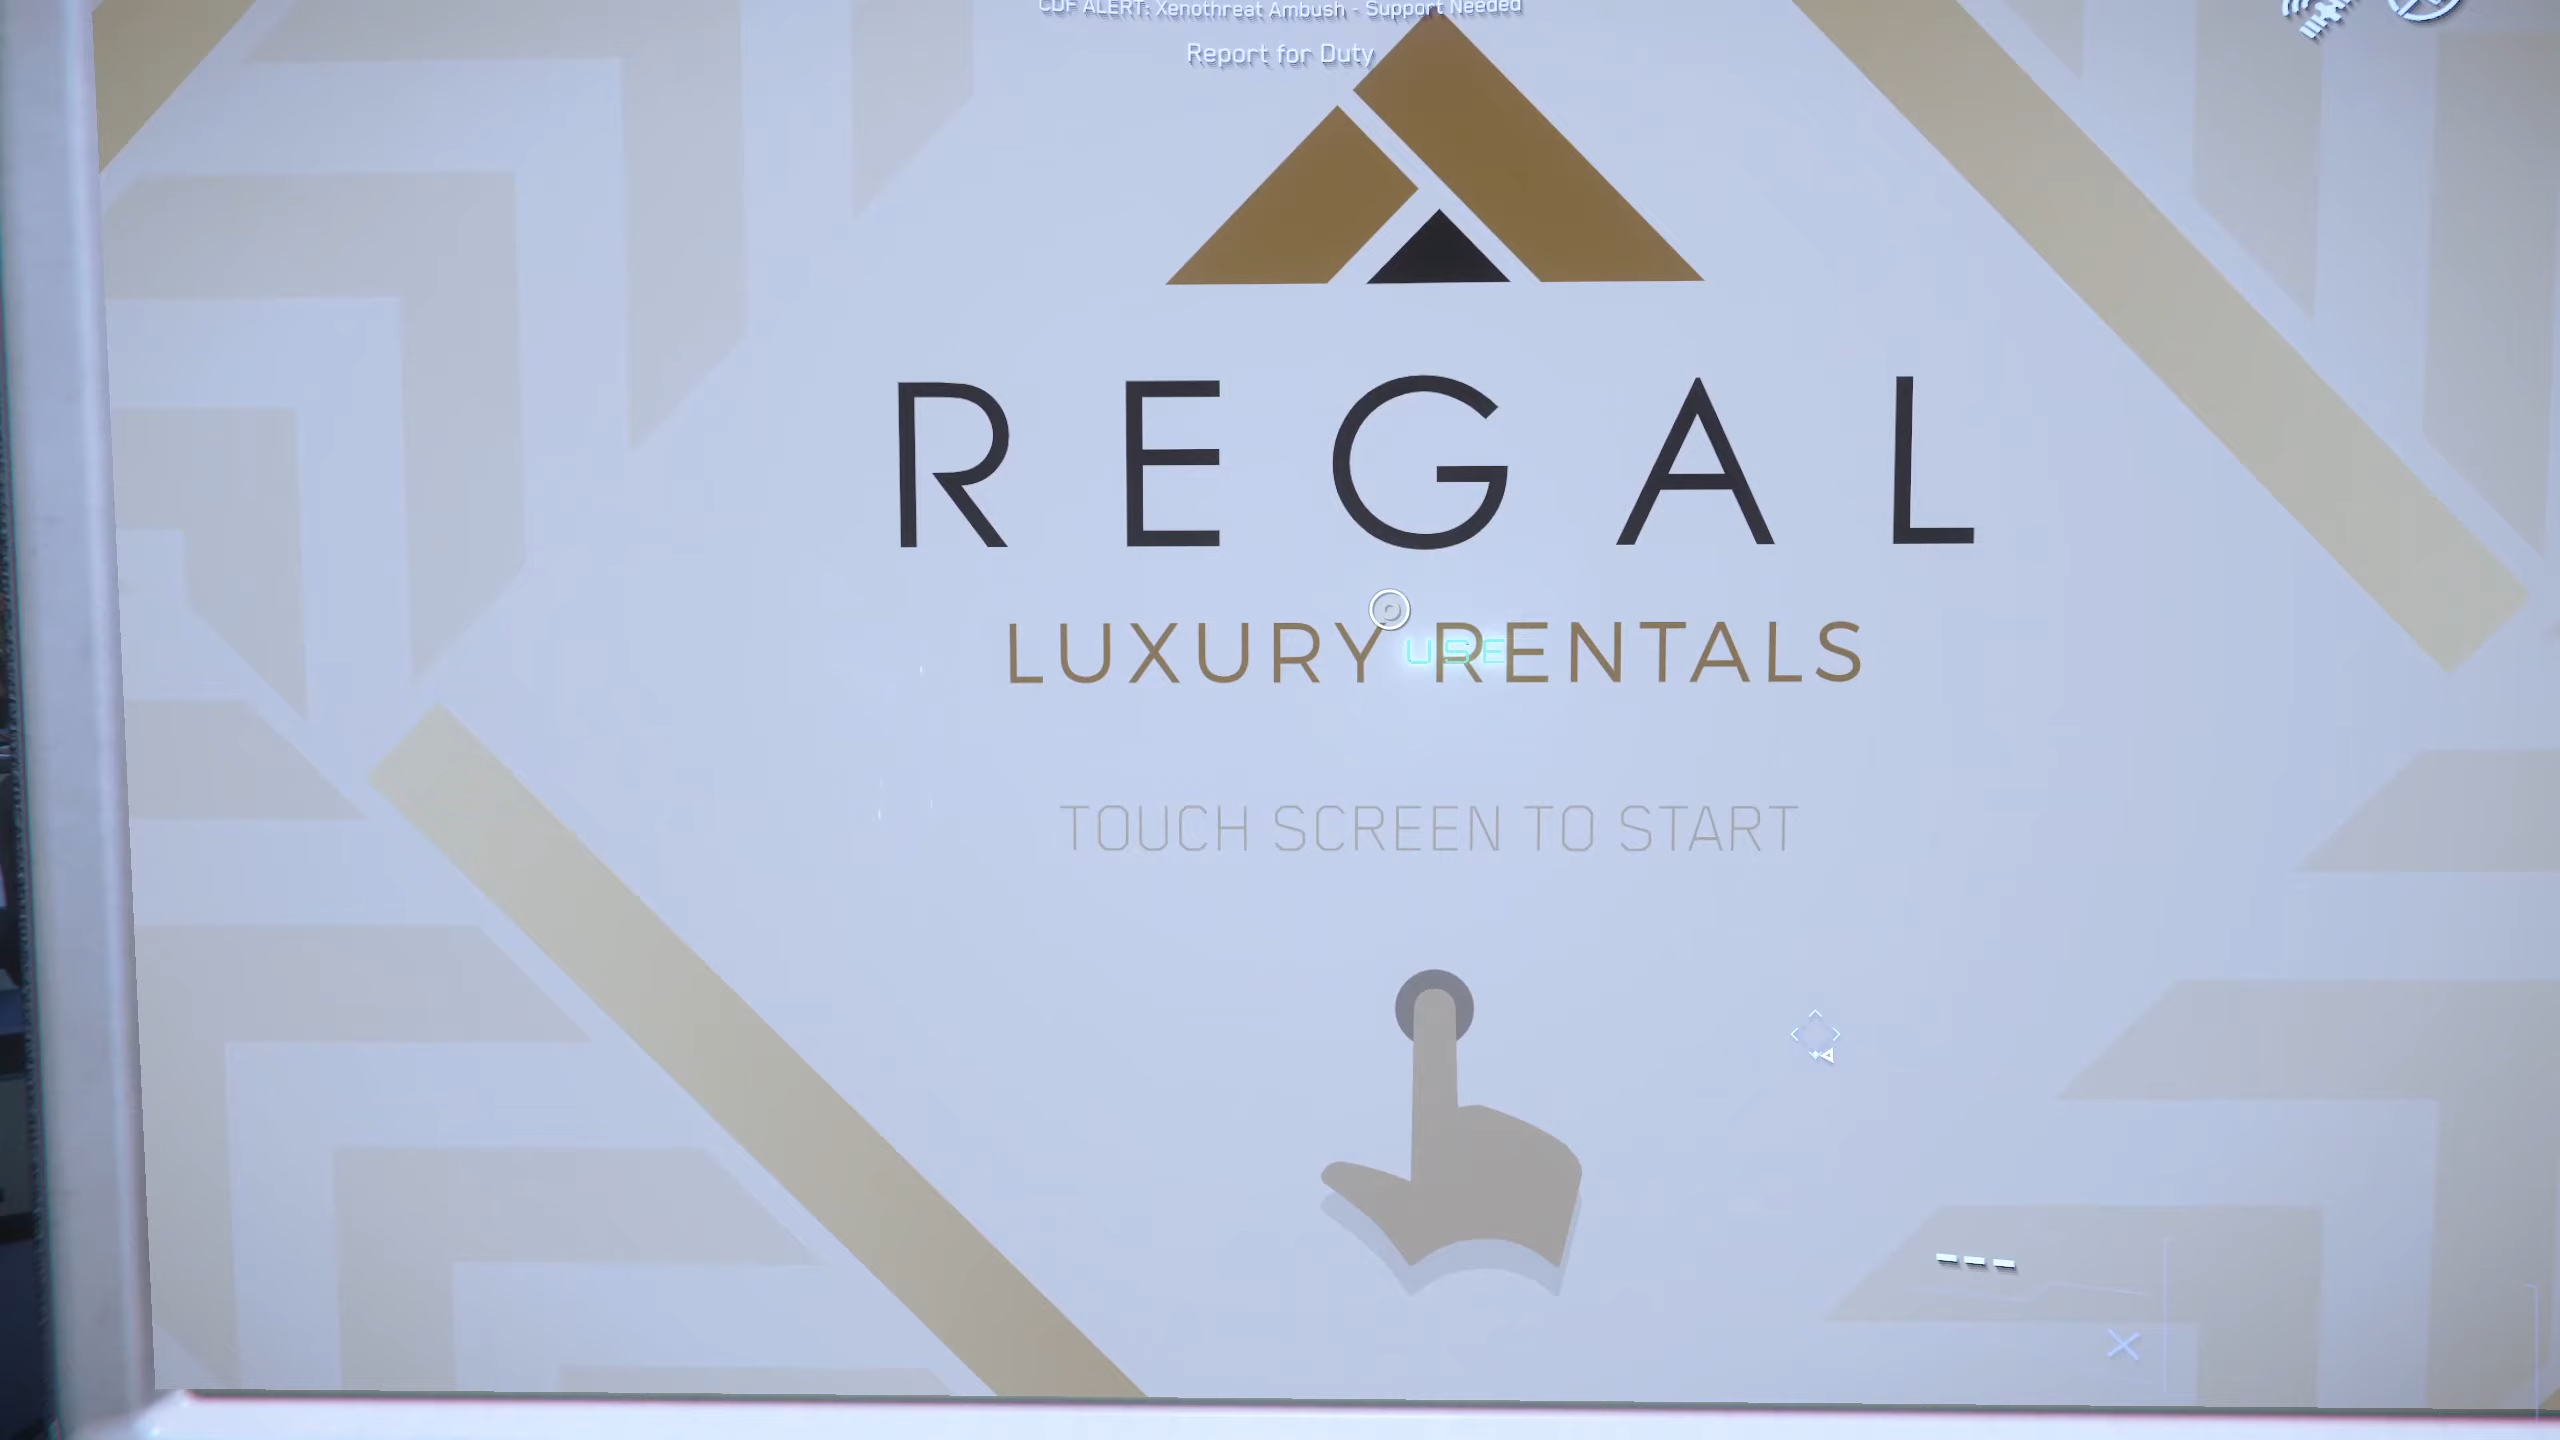 CDF ALERT: Xenothreat Ambush - Support Needed
Report for Duty
REGAL
LUXURY RENTALS
USE
TOUCH SCREEN TO START